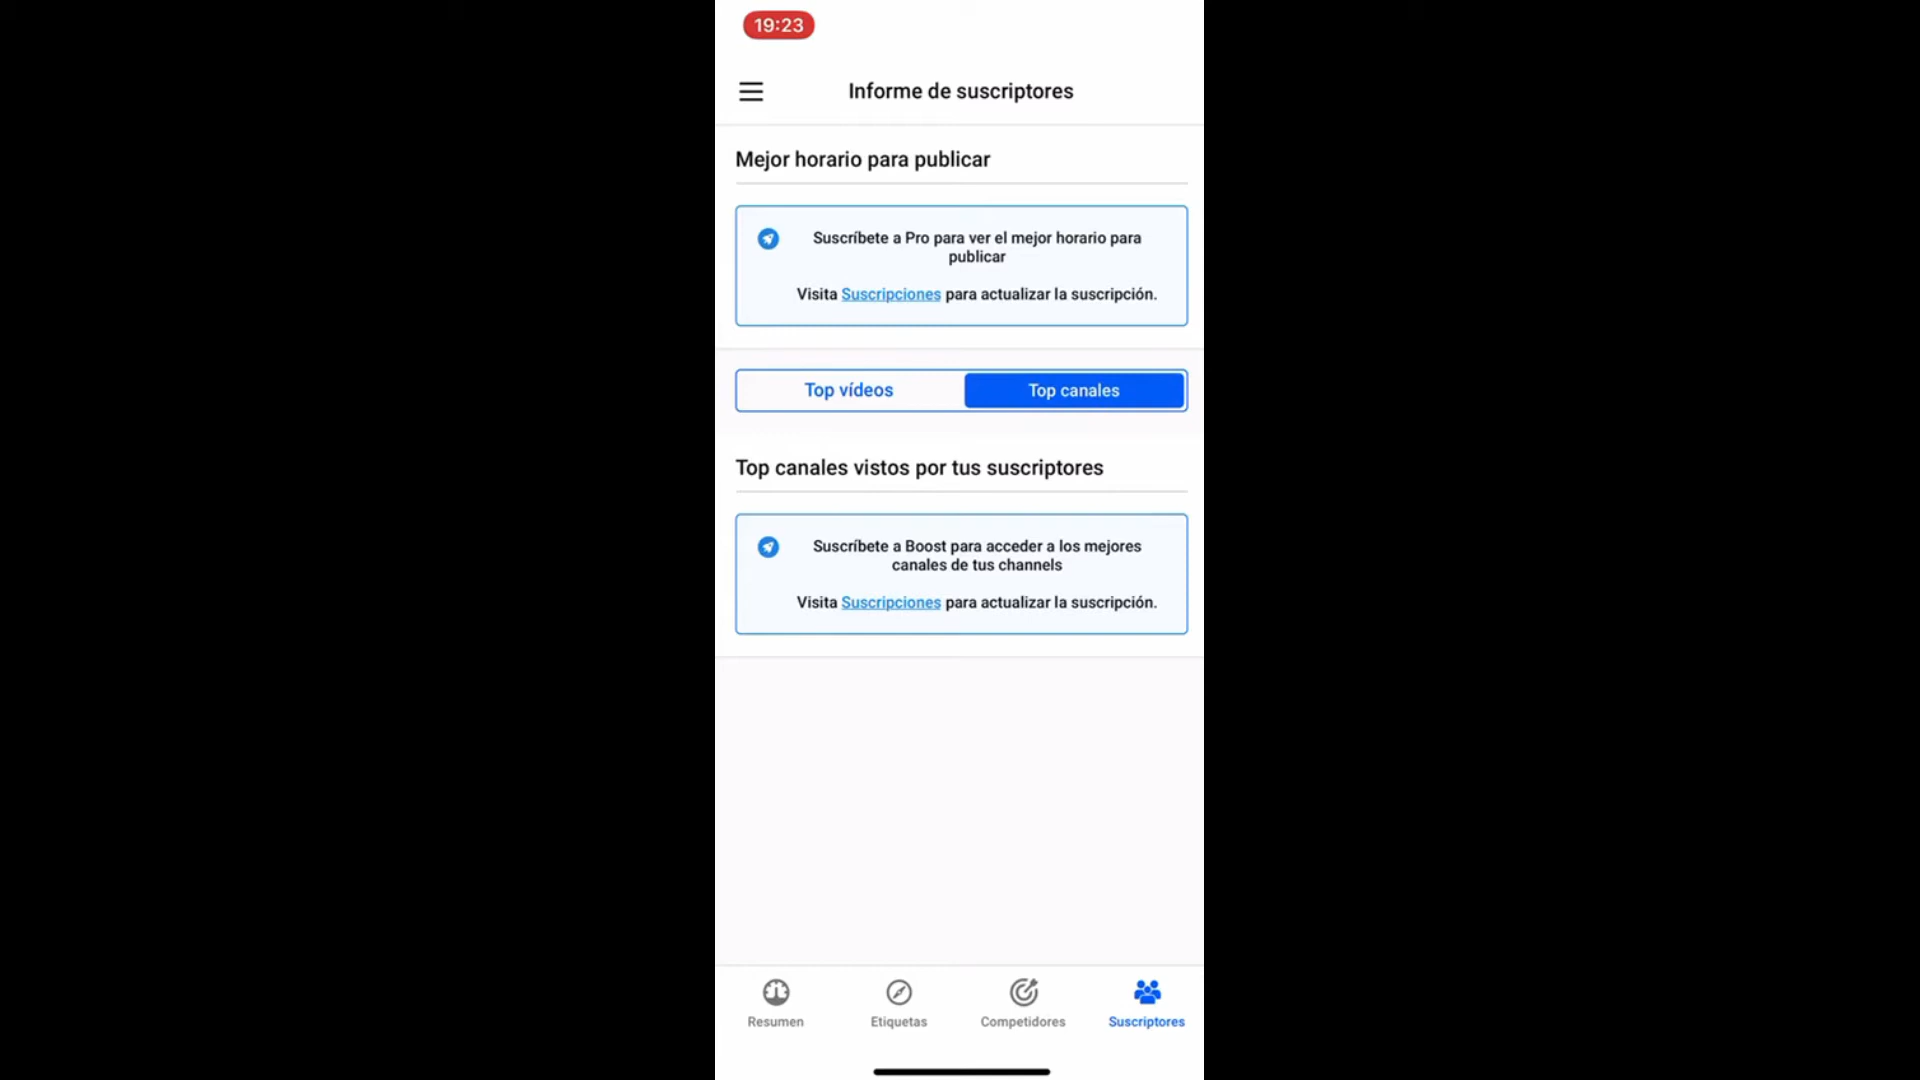 19:23
Informe de suscriptores
Mejor horario para publicar
Suscríbete a Pro para ver el mejor horario para
publicar
Visita Suscripciones para actualizar la suscripción.
Top vídeos
Top canales
Top canales vistos por tus suscriptores
Suscríbete a Boost para acceder a los mejores
canales de tus channels
Visita Suscripciones para actualizar la suscripción.
Resumen
Etiquetas
Competidores
Suscriptores